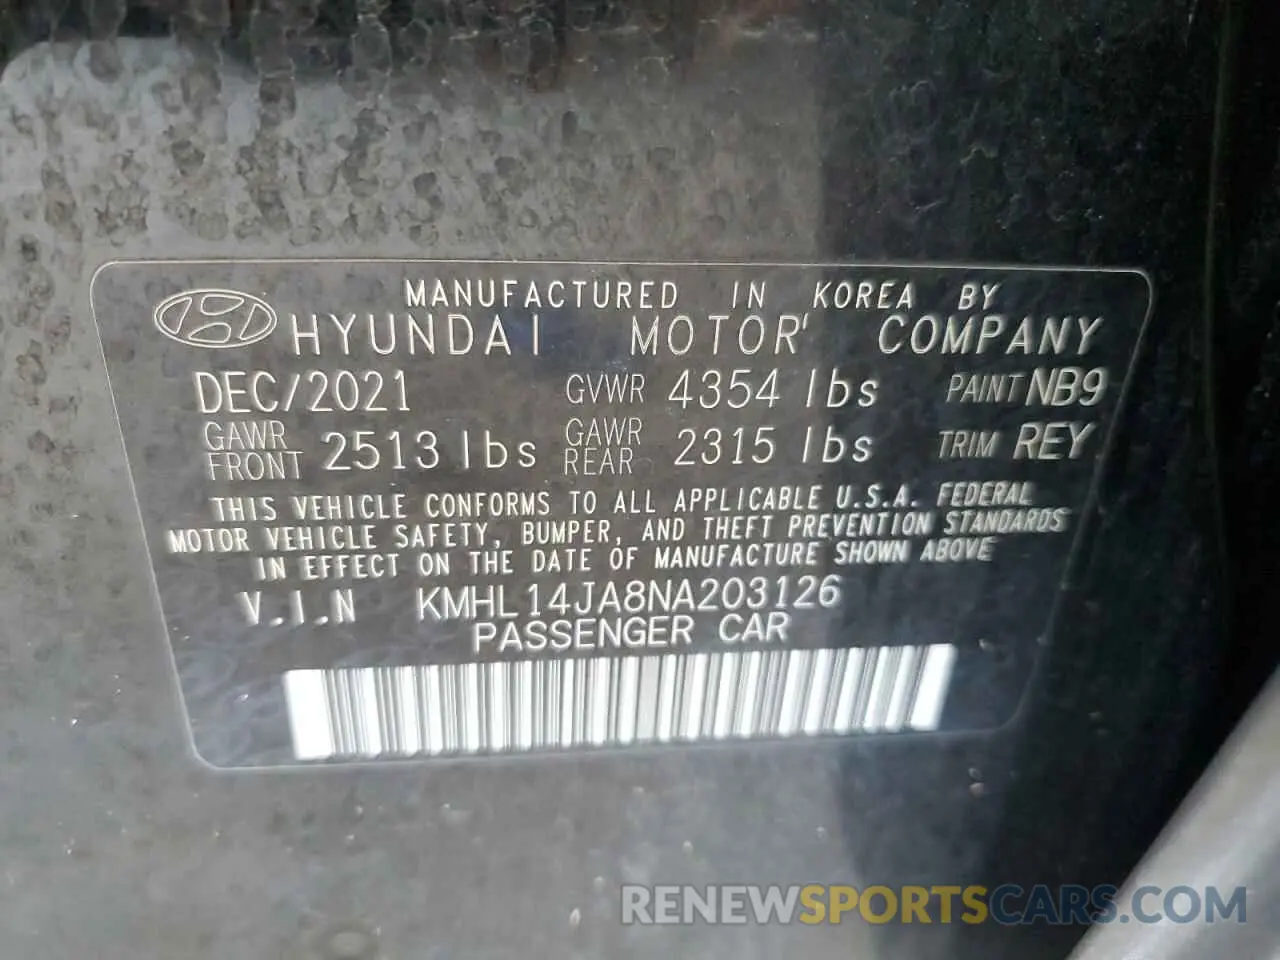 MANUFACTURED IN KOREA BY
HYUNDAI MOTOR COMPANY
DEC/2021 GVWR 4354 lbs PAINT NB9
GAWR FRONT 2513 lbs GAWR REAR 2315 lbs TRIM REY
THIS VEHICLE CONFORMS TO ALL APPLICABLE U.S.A. FEDERAL
MOTOR VEHICLE SAFETY, BUMPER, AND THEFT PREVENTION STANDARDS
IN EFFECT ON THE DATE OF MANUFACTURE SHOWN ABOVE
V.I.N KMHL14JA8NA203126
PASSENGER CAR
RENEWSPORTSCARS.COM